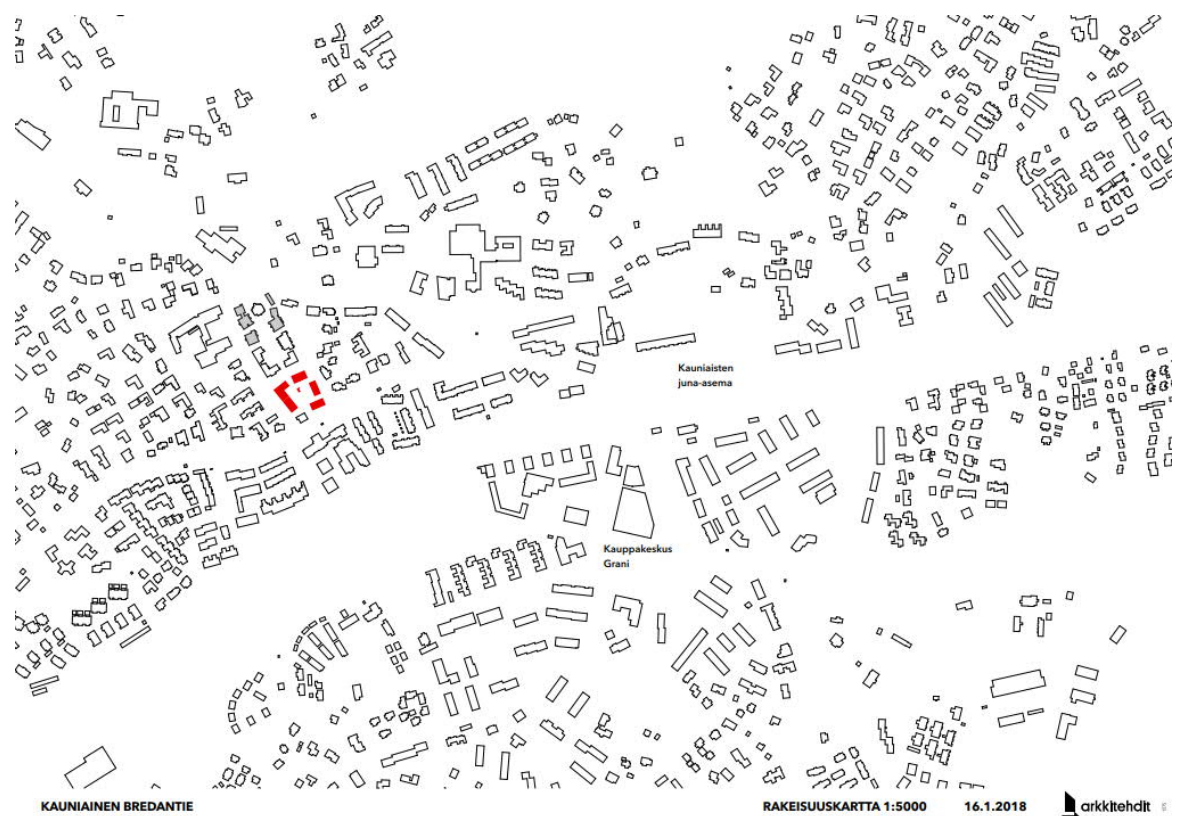 Kauniaisten
juna-asema
Kauppakeskus
Grani
KAUNIAINEN BREDANTIE
RAKEISUUSKARTTA 1:5000
16.1.2018
arkkitehdit